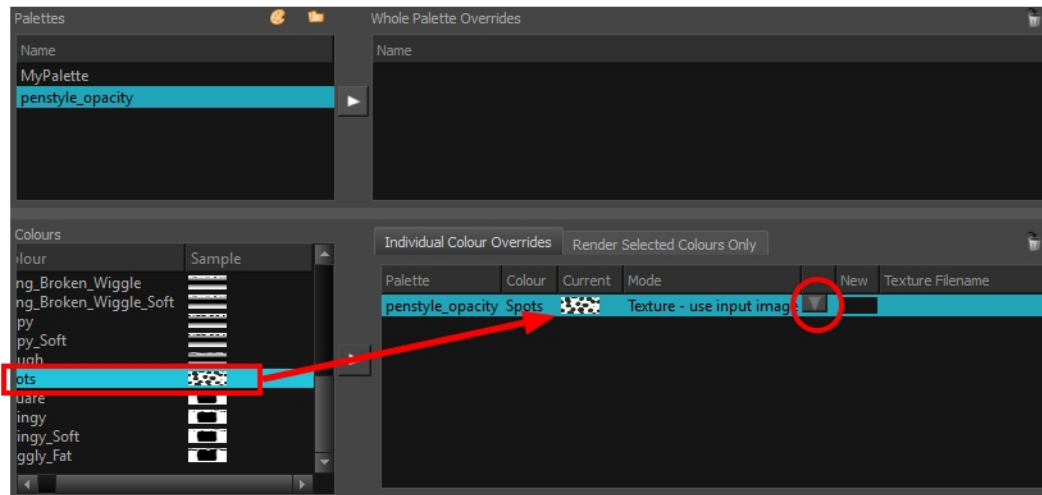 Palettes
Whole Palette Overrides
Name
Name
MyPalette
penstyle_opacity
Colours
Individual Colour Overrides
Render Selected Colours Only
olour
Sample
Palette
Colour
Current
Mode
New
Texture Filename
penstyle_opacity
Spots
Texture - use input image
ng_Broken_Wiggle
ng_Broken_Wiggle_Soft
py
py_Soft
ugh
ots
uare
ingy
ingy_Soft
ggly_Fat